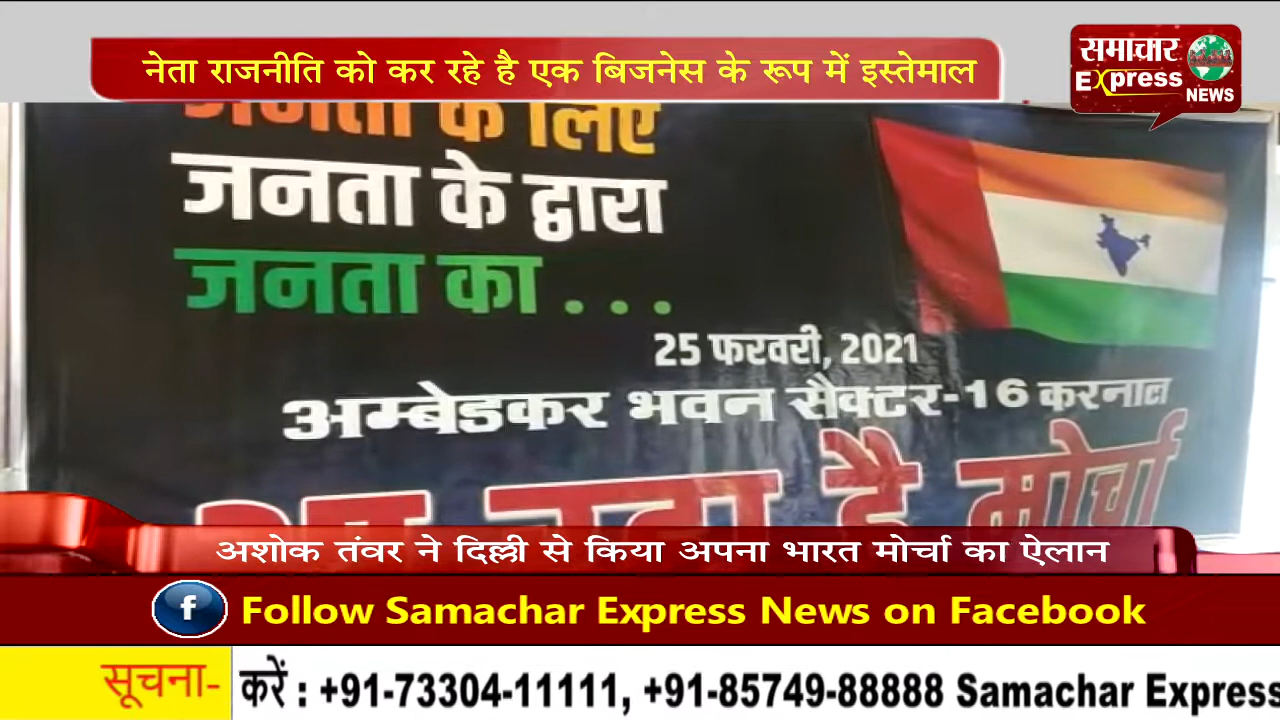 नेता राजनीति को कर रहे है एक बिजनेस के रूप में इस्तेमाल
समाचार
Express
NEWS
जनता के लिए
जनता के द्वारा
जनता का . . .
25 फरवरी, 2021
अम्बेडकर भवन सैक्टर-16 करनाल
है मोर्चा
अशोक तंवर ने दिल्ली से किया अपना भारत मोर्चा का ऐलान
f Follow Samachar Express News on Facebook
सूचना- करें : +91-73304-11111, +91-85749-88888 Samachar Express